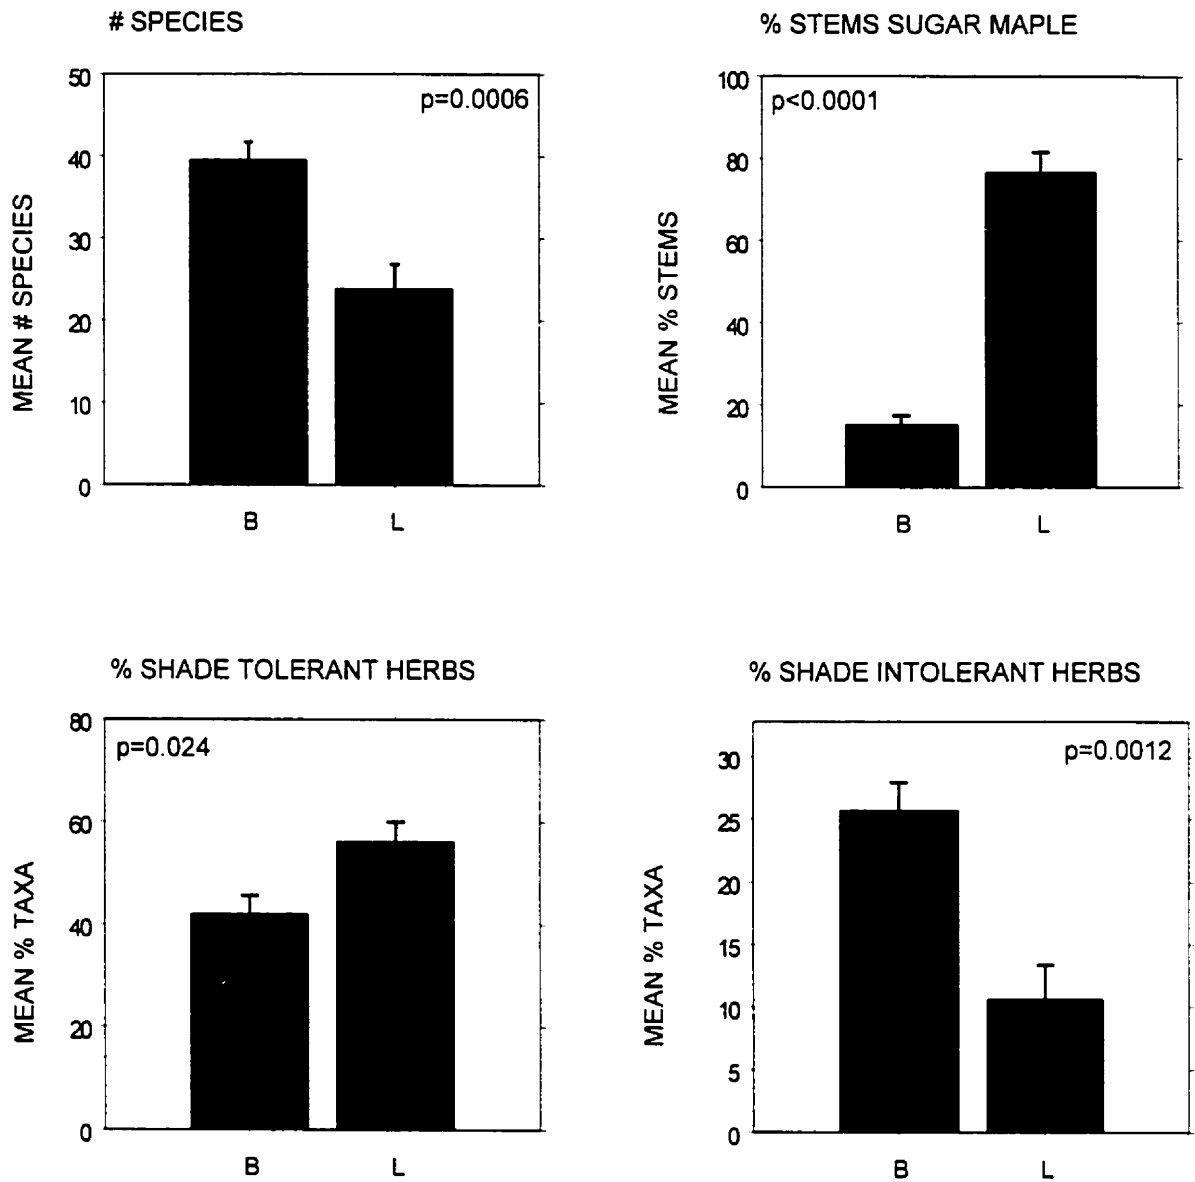 # SPECIES
p=0.0006
MEAN # SPECIES
50
40
30
20
10
0
B L
% STEMS SUGAR MAPLE
p<0.0001
MEAN % STEMS
100
80
60
40
20
0
B L
% SHADE TOLERANT HERBS
p=0.024
MEAN % TAXA
80
60
40
20
0
B L
% SHADE INTOLERANT HERBS
p=0.0012
MEAN % TAXA
30
25
20
15
10
5
0
B L